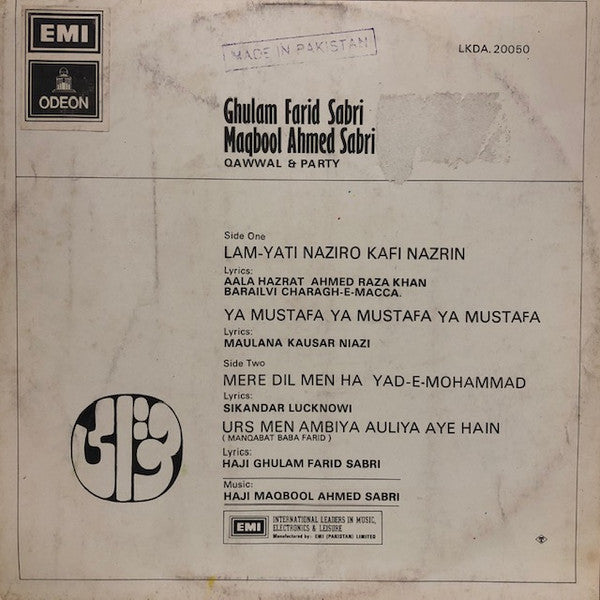 EMI
ODEON
MADE IN PAKISTAN
LKDA. 20050
Ghulam Farid Sabri
Maqbool Ahmed Sabri
QAWWAL & PARTY
Side One
LAM-YATI NAZIRO KAFI NAZRIN
Lyrics:
AALA HAZRAT AHMED RAZA KHAN
BARAILVI CHARAGH-E-MACCA.
YA MUSTAFA YA MUSTAFA YA MUSTAFA
Lyrics:
MAULANA KAUSAR NIAZI
Side Two
MERE DIL MEN HA YAD-E-MOHAMMAD
Lyrics:
SIKANDAR LUCKNOWI
URS MEN AMBIYA AULIYA AYE HAIN
( MANQABAT BABA FARID )
Lyrics:
HAJI GHULAM FARID SABRI
Music:
HAJI MAQBOOL AHMED SABRI
EMI
INTERNATIONAL LEADERS IN MUSIC,
ELECTRONICS & LEISURE
Manufactured by:- EMI (PAKISTAN) LIMITED